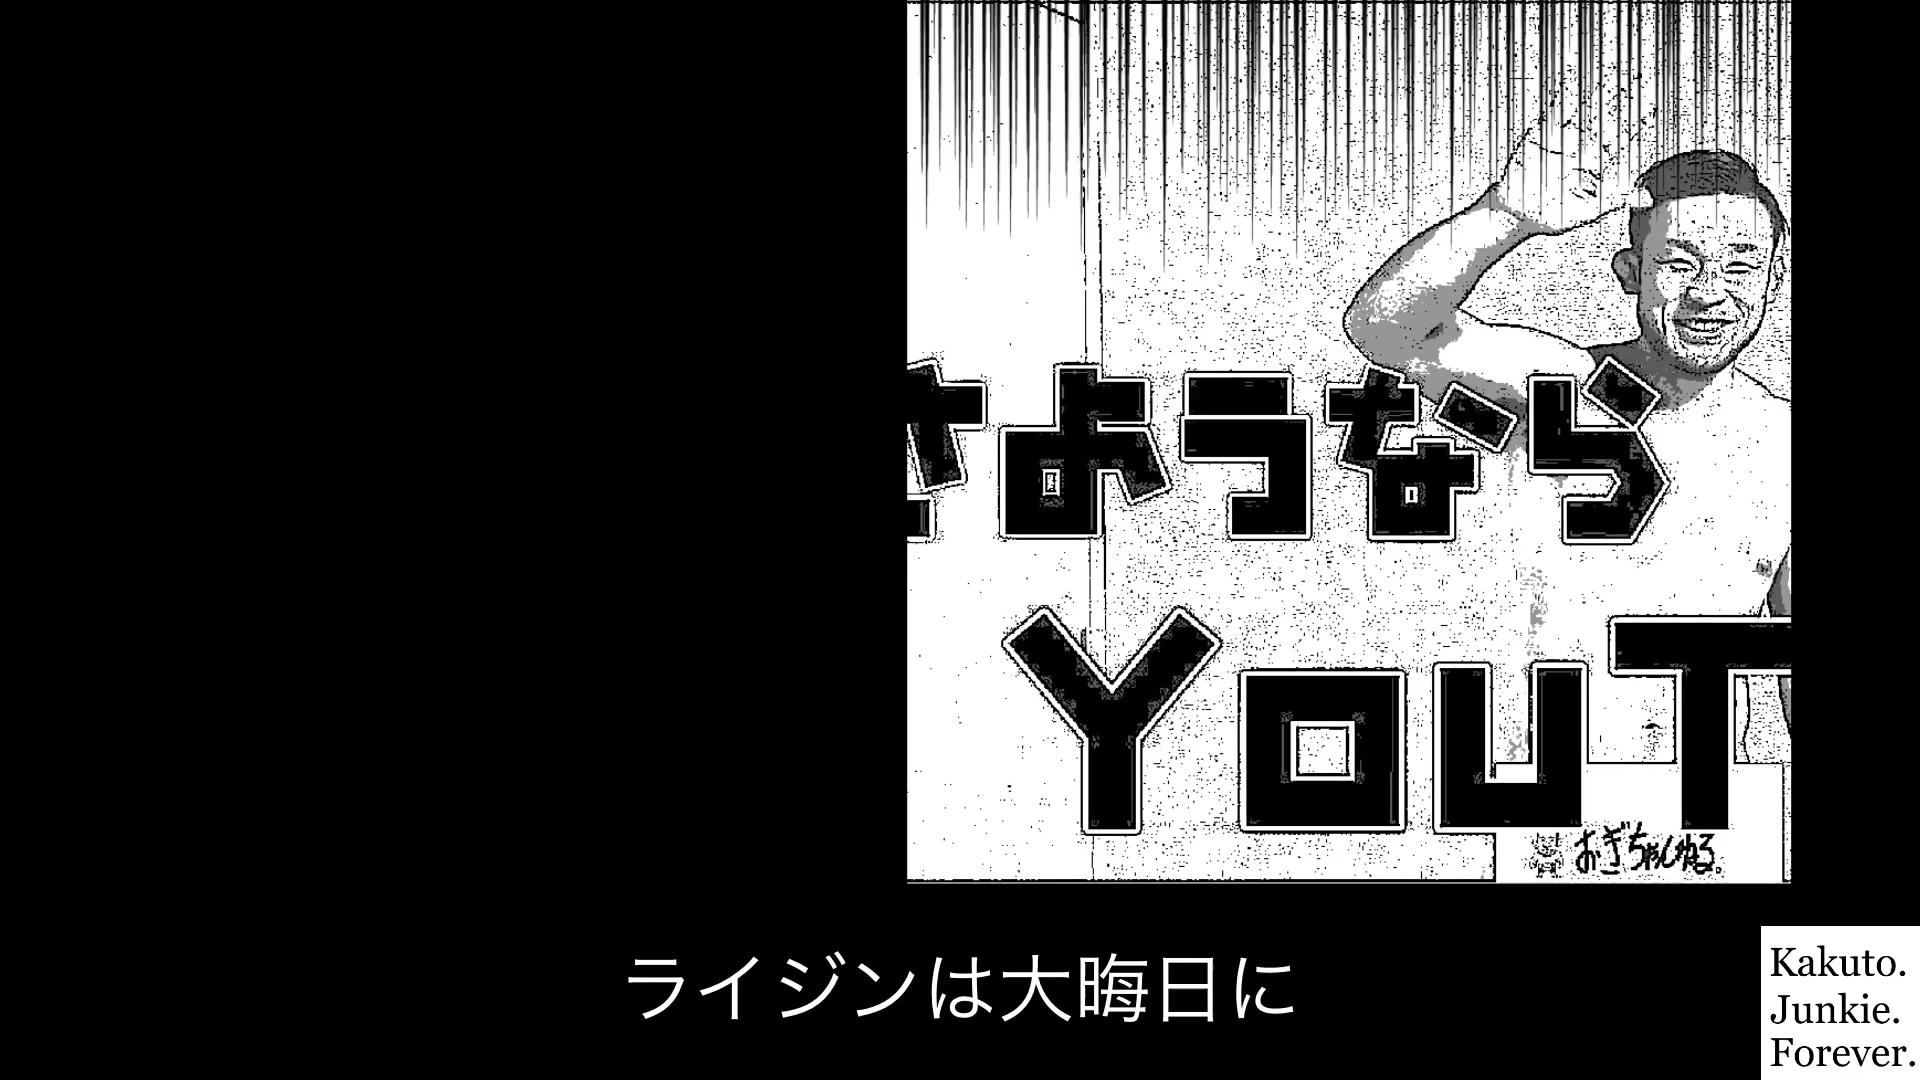 さようなら
YouT
おぎちゃんねる。
ライジンは大晦日に
Kakuto.
Junkie.
Forever.